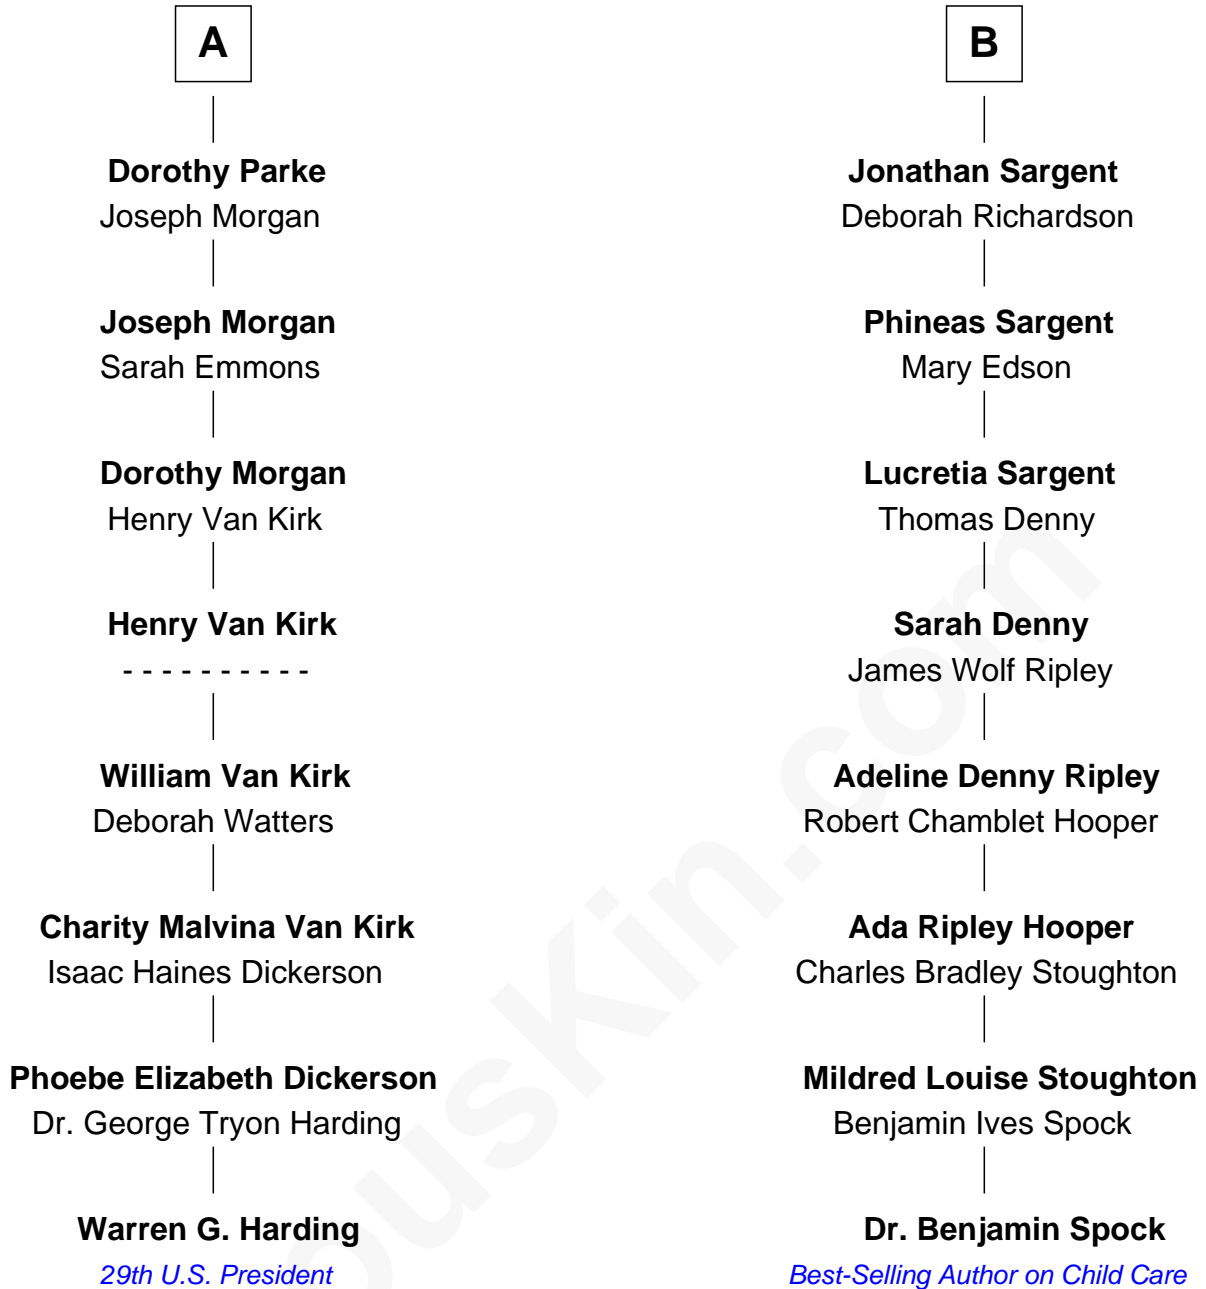 A
Dorothy Parke
Joseph Morgan
Joseph Morgan
Sarah Emmons
Dorothy Morgan
Henry Van Kirk
Henry Van Kirk
- - - - - - - - - -
William Van Kirk
Deborah Watters
Charity Malvina Van Kirk
Isaac Haines Dickerson
Phoebe Elizabeth Dickerson
Dr. George Tryon Harding
Warren G. Harding
29th U.S. President
B
Jonathan Sargent
Deborah Richardson
Phineas Sargent
Mary Edson
Lucretia Sargent
Thomas Denny
Sarah Denny
James Wolf Ripley
Adeline Denny Ripley
Robert Chamblet Hooper
Ada Ripley Hooper
Charles Bradley Stoughton
Mildred Louise Stoughton
Benjamin Ives Spock
Dr. Benjamin Spock
Best-Selling Author on Child Care
ousKin.com